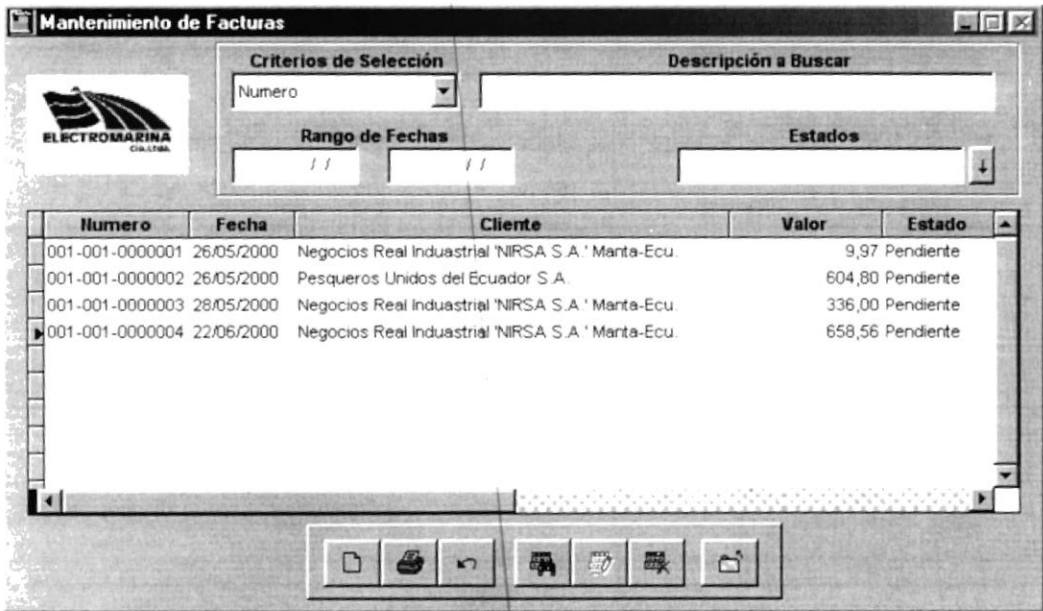 Mantenimiento de Facturas
Criterios de Selección
Descripción a Buscar
Numero
ELECTROMARINA
CIA.LTDA.
Rango de Fechas
Estados
/ /
/ /
Numero Fecha Cliente Valor Estado
001-001-0000001 26/05/2000 Negocios Real Induastrial 'NIRSA S.A.' Manta-Ecu. 9,97 Pendiente
001-001-0000002 26/05/2000 Pesqueros Unidos del Ecuador S.A. 604,80 Pendiente
001-001-0000003 28/05/2000 Negocios Real Induastrial 'NIRSA S.A.' Manta-Ecu. 336,00 Pendiente
001-001-0000004 22/06/2000 Negocios Real Induastrial 'NIRSA S.A.' Manta-Ecu. 658,56 Pendiente